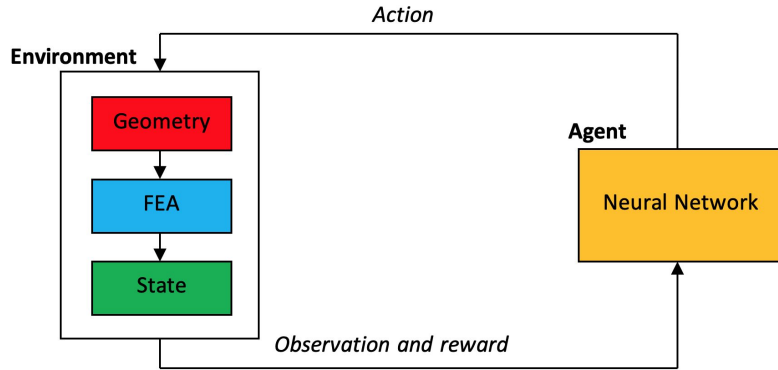 Action
Environment
Geometry
Agent
FEA
Neural Network
State
Observation and reward